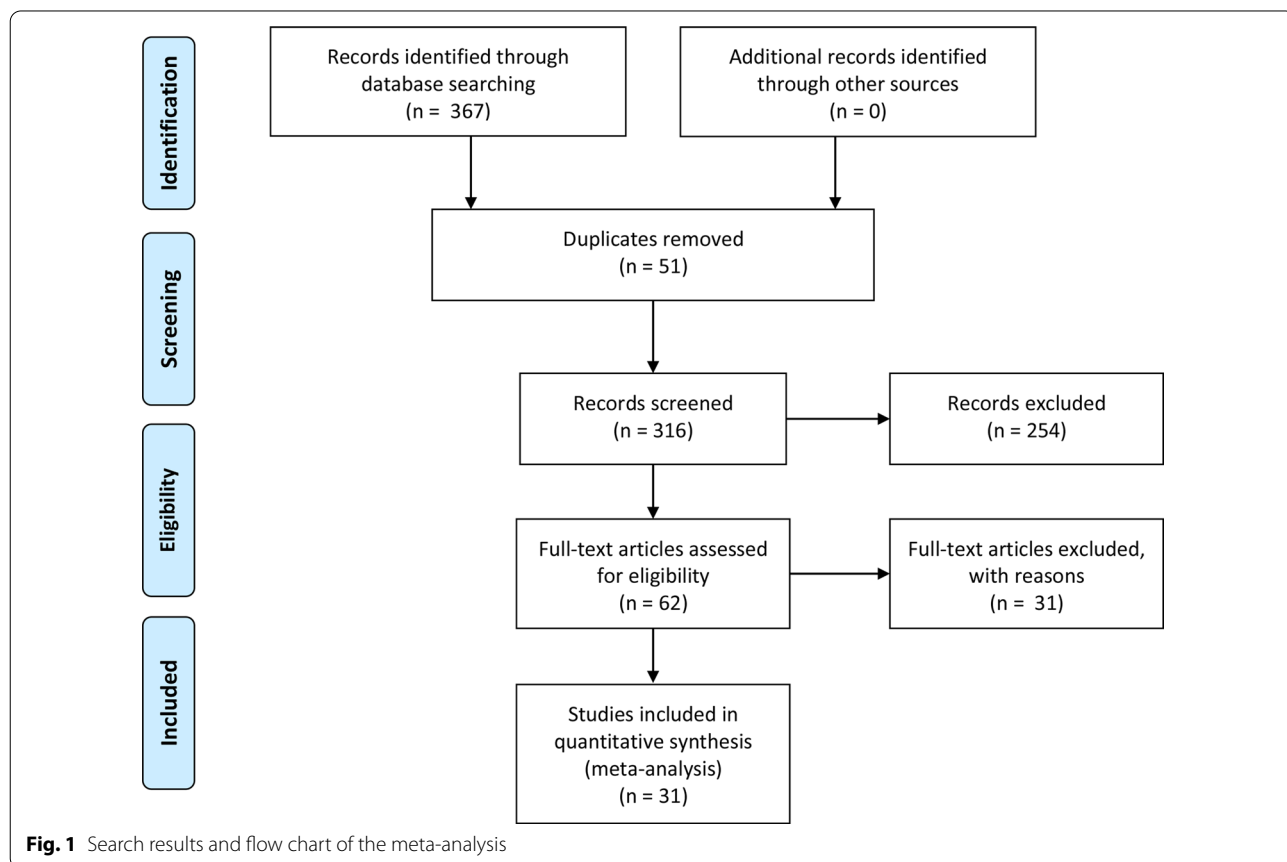 Identification
Records identified through
database searching
(n = 367)
Additional records identified
through other sources
(n = 0)
Screening
Duplicates removed
(n = 51)
Records screened
(n = 316)
Records excluded
(n = 254)
Eligibility
Full-text articles assessed
for eligibility
(n = 62)
Full-text articles excluded,
with reasons
(n = 31)
Included
Studies included in
quantitative synthesis
(meta-analysis)
(n = 31)
Fig. 1 Search results and flow chart of the meta-analysis